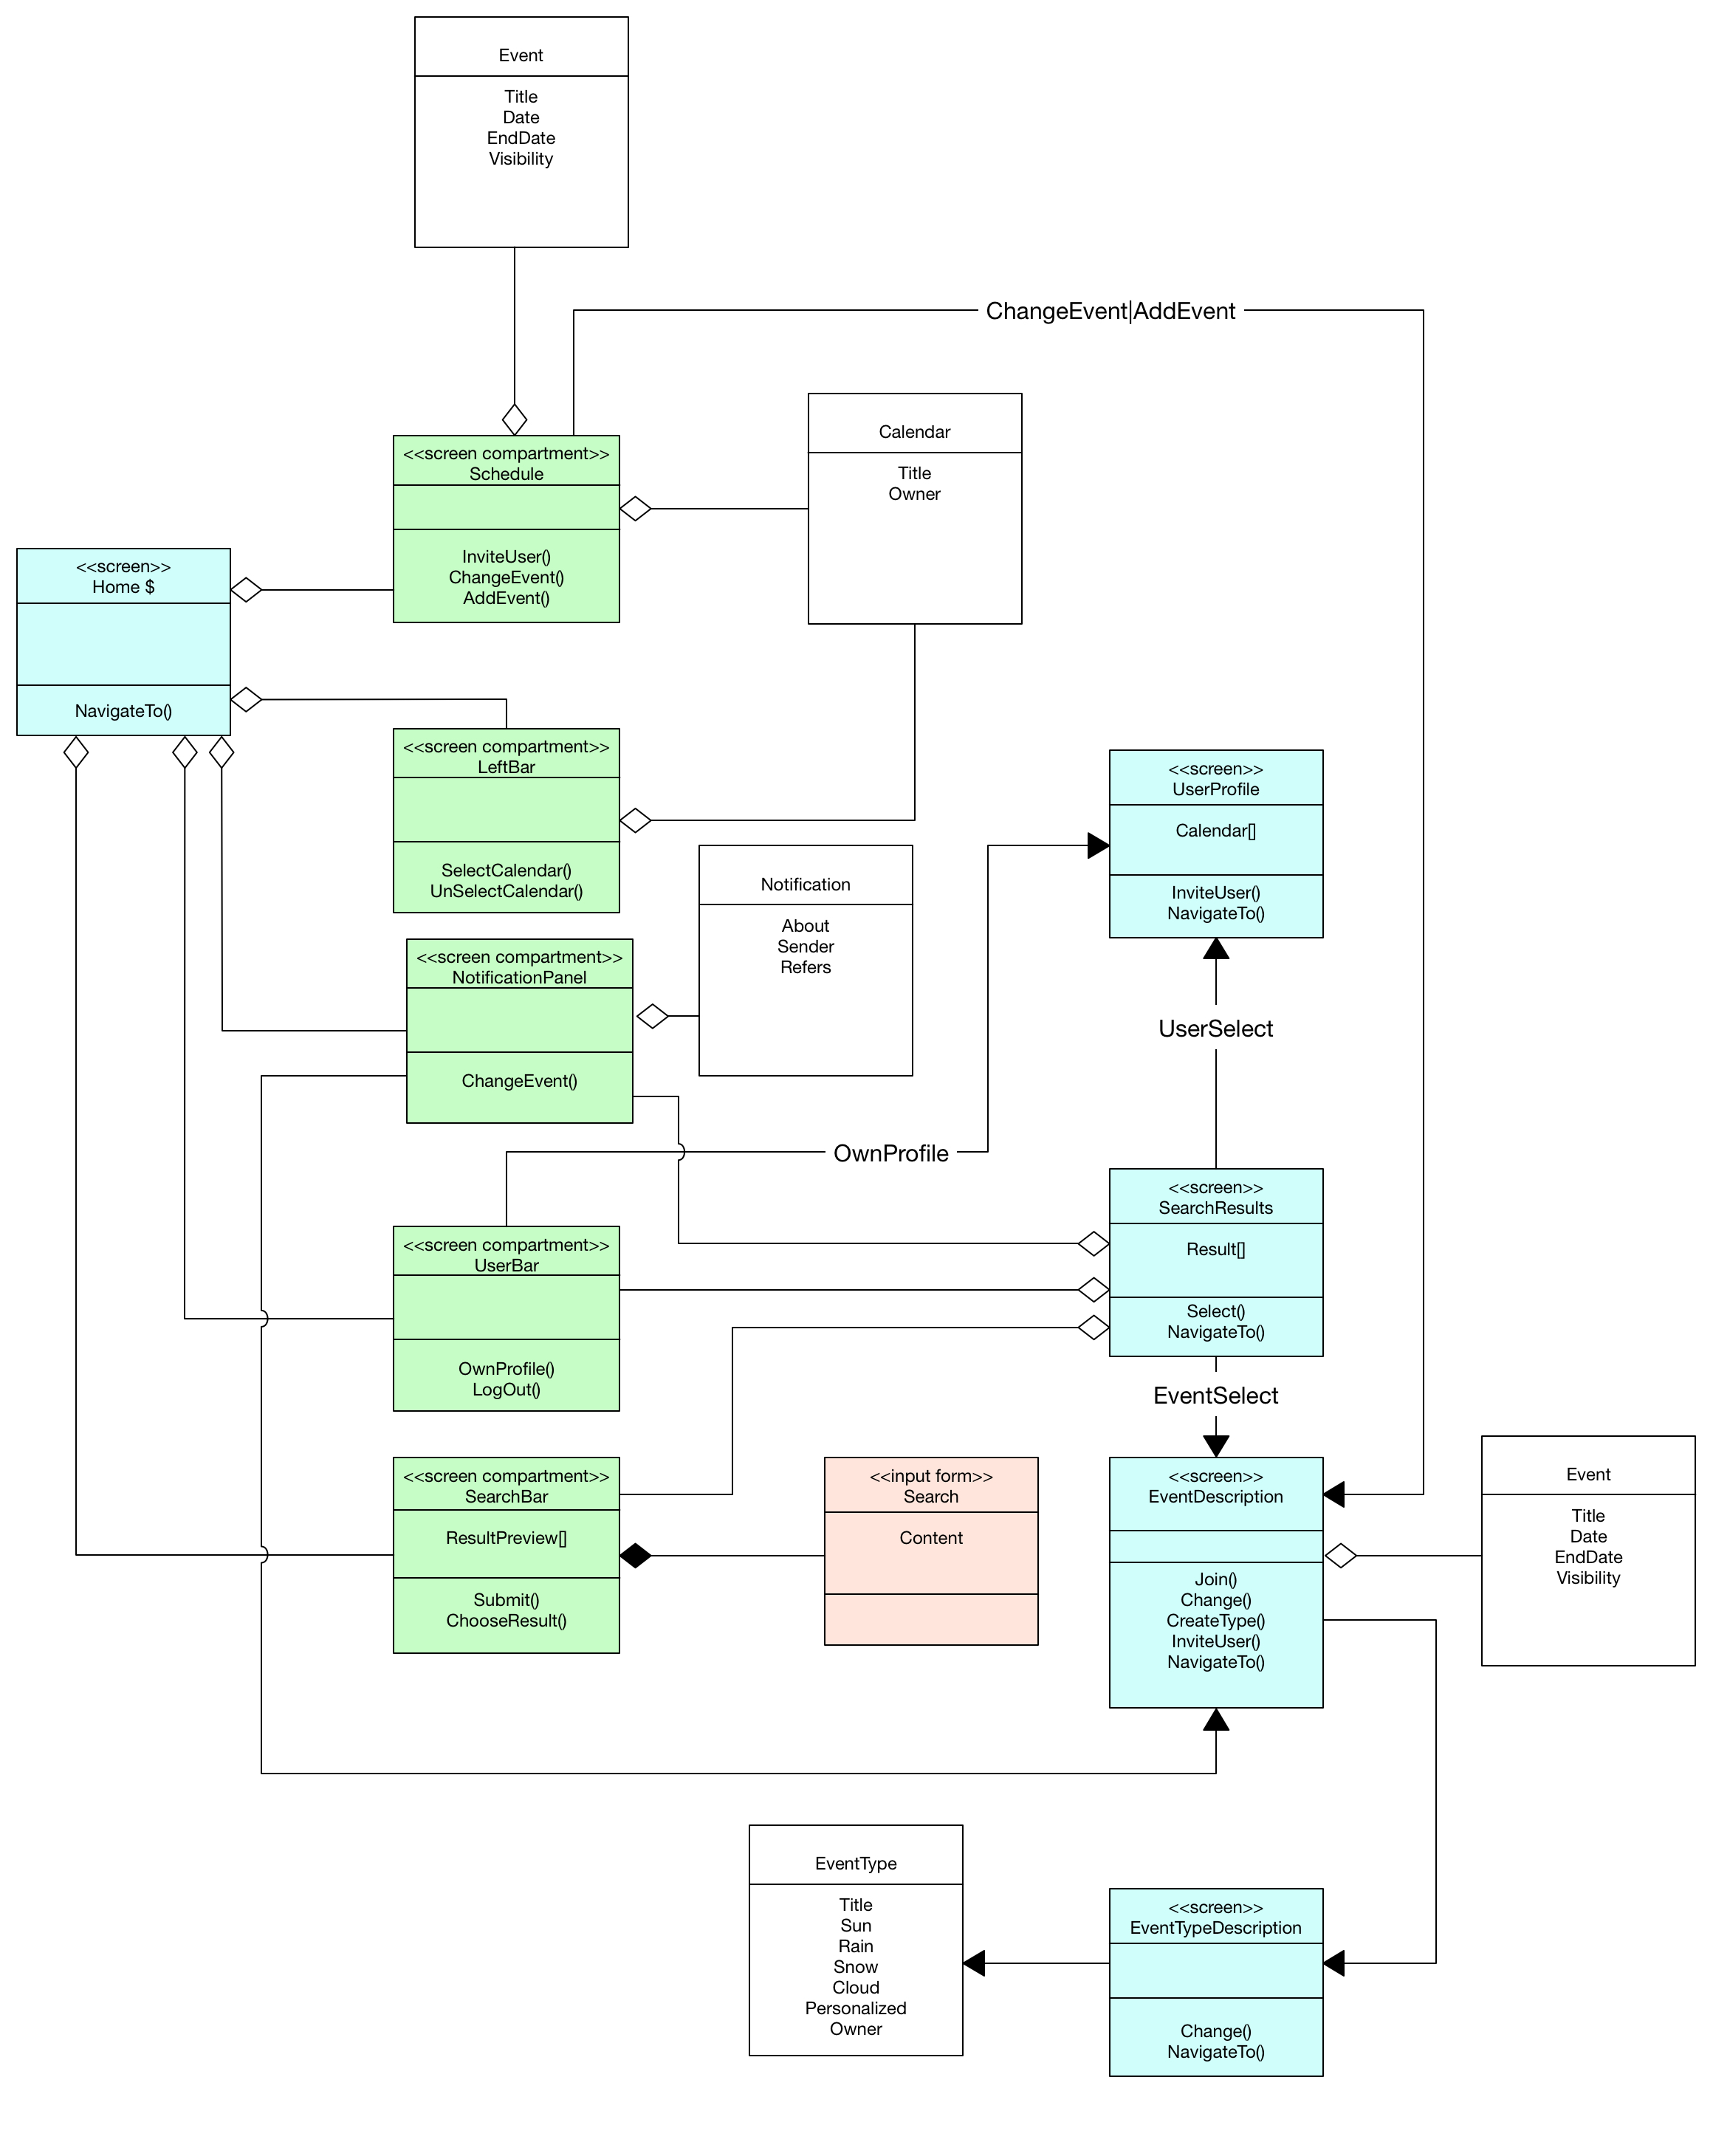 Event
Title
Date
EndDate
Visibility
ChangeEvent|AddEvent
<<screen compartment>>
Schedule
InviteUser()
ChangeEvent()
AddEvent()
Calendar
Title
Owner
<<screen>>
Home $
NavigateTo()
<<screen compartment>>
LeftBar
SelectCalendar()
UnSelectCalendar()
<<screen>>
UserProfile
Calendar[]
InviteUser()
NavigateTo()
Notification
About
Sender
Refers
<<screen compartment>>
NotificationPanel
ChangeEvent()
UserSelect
OwnProfile
<<screen>>
SearchResults
Result[]
Select()
NavigateTo()
<<screen compartment>>
UserBar
OwnProfile()
LogOut()
EventSelect
<<screen compartment>>
SearchBar
ResultPreview[]
Submit()
ChooseResult()
<<input form>>
Search
Content
<<screen>>
EventDescription
Join()
Change()
CreateType()
InviteUser()
NavigateTo()
Event
Title
Date
EndDate
Visibility
EventType
Title
Sun
Rain
Snow
Cloud
Personalized
Owner
<<screen>>
EventTypeDescription
Change()
NavigateTo()